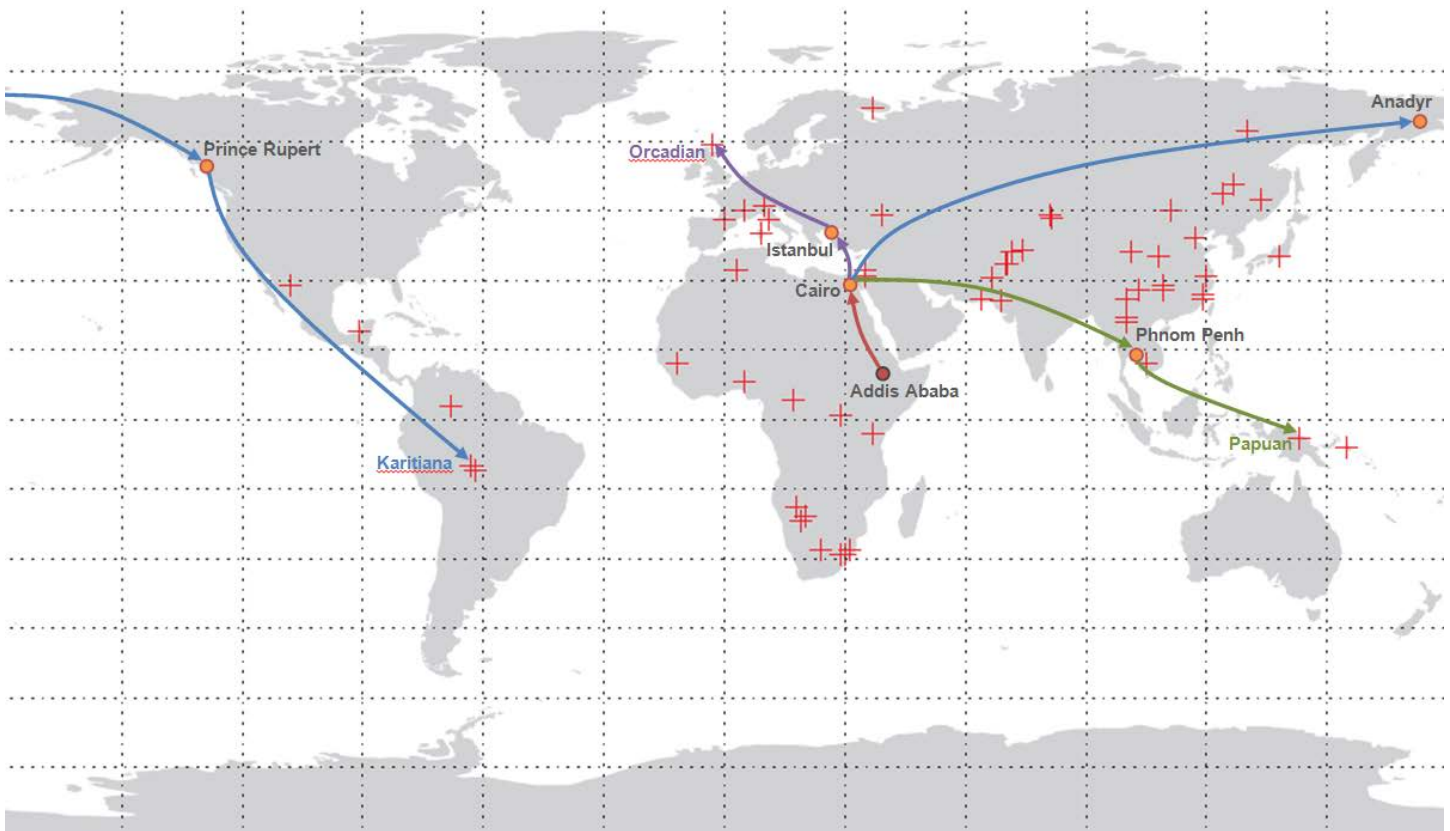 Anadyr
Prince Rupert
Orcadian
Istanbul
Cairo
Phnom Penh
Addis Ababa
Papuan
Karitiana